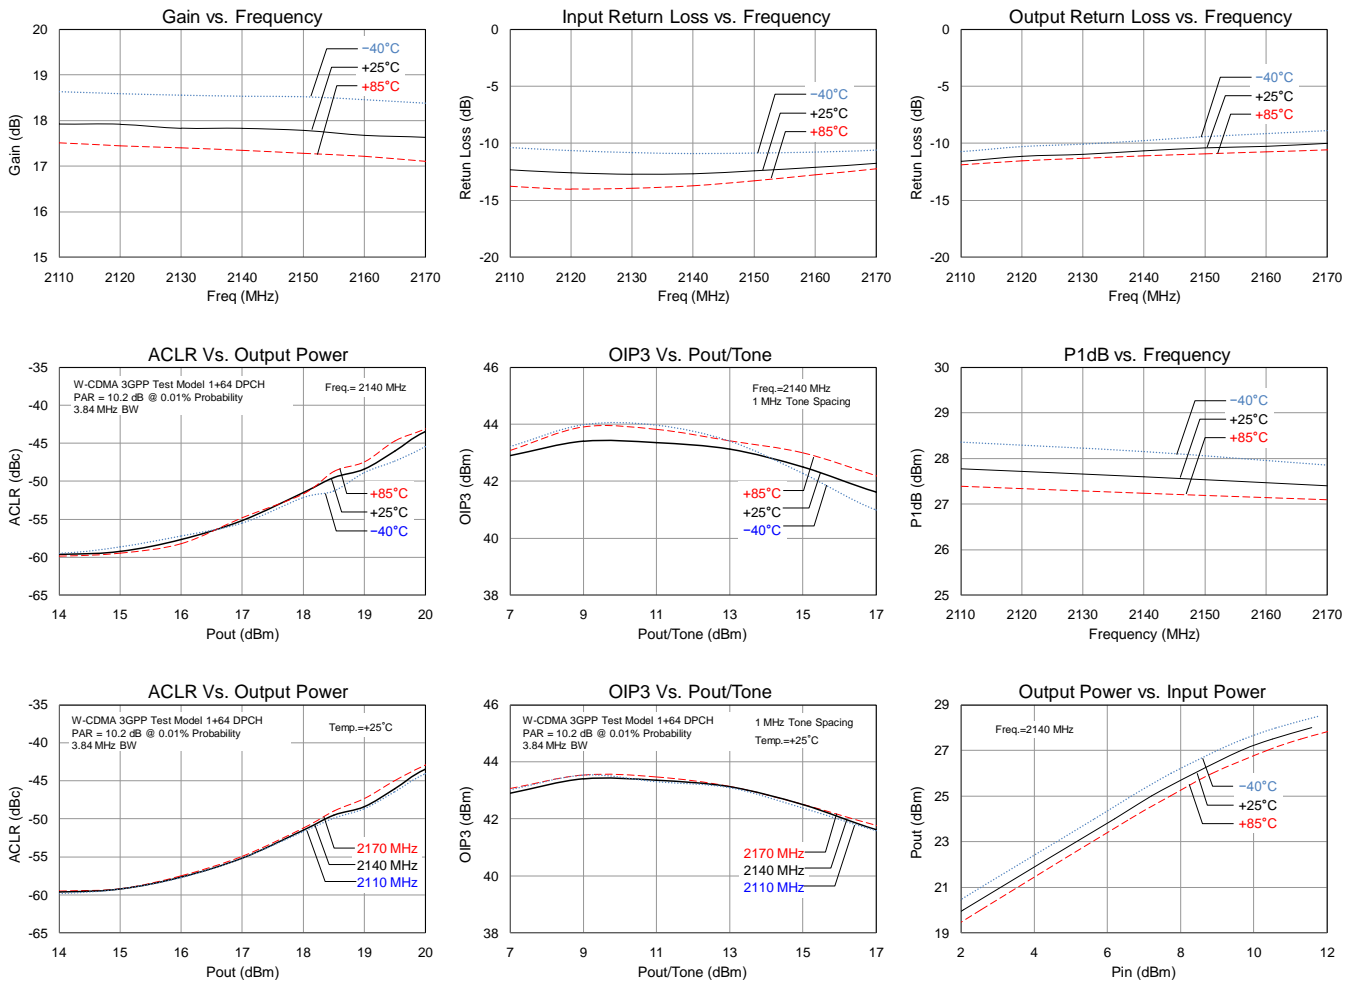 Gain vs. Frequency
20
19
18
17
16
15
Gain (dB)
−40°C
+25°C
+85°C
2110 2120 2130 2140 2150 2160 2170
Freq (MHz)
Input Return Loss vs. Frequency
0
-5
-10
-15
-20
Retun Loss (dB)
−40°C
+25°C
+85°C
2110 2120 2130 2140 2150 2160 2170
Freq (MHz)
Output Return Loss vs. Frequency
0
-5
-10
-15
-20
Return Loss (dB)
−40°C
+25°C
+85°C
2110 2120 2130 2140 2150 2160 2170
Freq (MHz)
ACLR Vs. Output Power
-35
-40
-45
-50
-55
-60
-65
ACLR (dBc)
W-CDMA 3GPP Test Model 1+64 DPCH
PAR = 10.2 dB @ 0.01% Probability
3.84 MHz BW
Freq.= 2140 MHz
+85°C
+25°C
−40°C
14 15 16 17 18 19 20
Pout (dBm)
OIP3 Vs. Pout/Tone
46
44
42
40
38
OIP3 (dBm)
Freq.=2140 MHz
1 MHz Tone Spacing
+85°C
+25°C
−40°C
7 9 11 13 15 17
Pout/Tone (dBm)
P1dB vs. Frequency
30
29
28
27
26
25
P1dB (dBm)
−40°C
+25°C
+85°C
2110 2120 2130 2140 2150 2160 2170
Frequency (MHz)
ACLR Vs. Output Power
-35
-40
-45
-50
-55
-60
-65
ACLR (dBc)
W-CDMA 3GPP Test Model 1+64 DPCH
PAR = 10.2 dB @ 0.01% Probability
3.84 MHz BW
Temp.=+25°C
2170 MHz
2140 MHz
2110 MHz
14 15 16 17 18 19 20
Pout (dBm)
OIP3 Vs. Pout/Tone
46
44
42
40
38
OIP3 (dBm)
W-CDMA 3GPP Test Model 1+64 DPCH
PAR = 10.2 dB @ 0.01% Probability
3.84 MHz BW
1 MHz Tone Spacing
Temp.=+25°C
2170 MHz
2140 MHz
2110 MHz
7 9 11 13 15 17
Pout/Tone (dBm)
Output Power vs. Input Power
29
27
25
23
21
19
Pout (dBm)
Freq.=2140 MHz
−40°C
+25°C
+85°C
2 4 6 8 10 12
Pin (dBm)